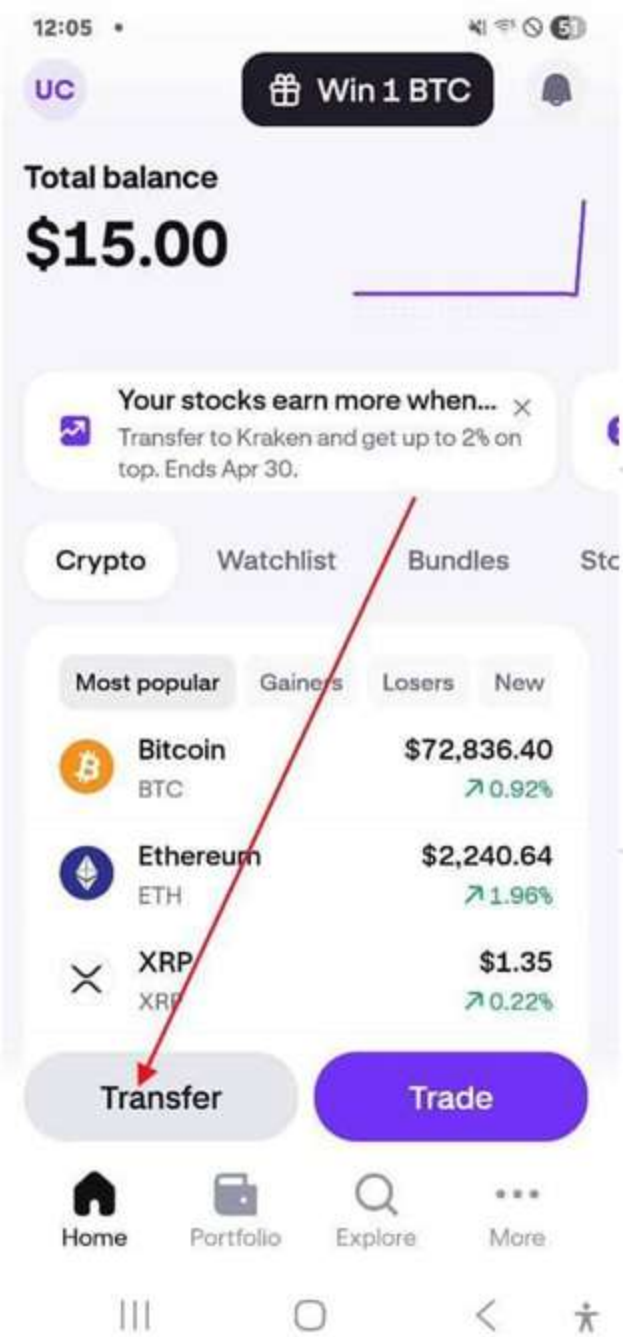 12:05
UC
Win 1 BTC
Total balance
$15.00
Your stocks earn more when...
Transfer to Kraken and get up to 2% on
top. Ends Apr 30.
Crypto Watchlist Bundles Sto
Most popular Gainers Losers New
Bitcoin $72,836.40
BTC 0.92%
Ethereum $2,240.64
ETH 1.96%
XRP $1.35
XRP 0.22%
Transfer Trade
Home Portfolio Explore More